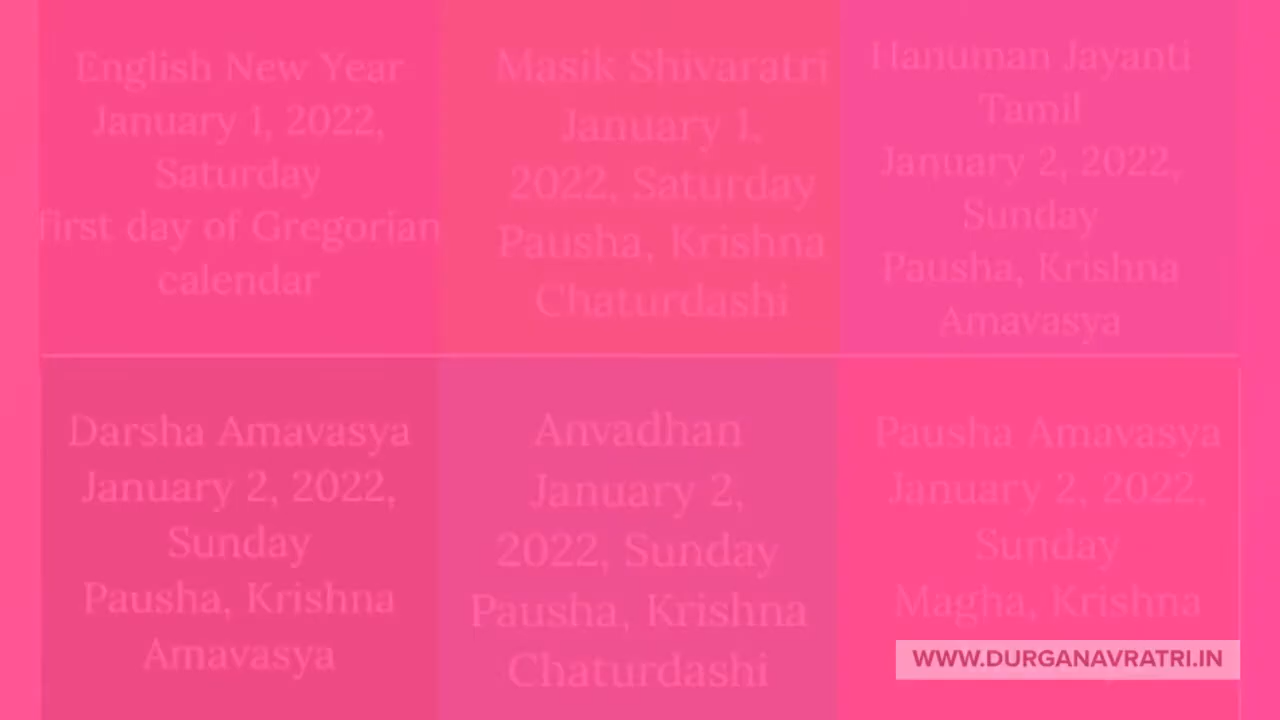 English New Year
January 1, 2022,
Saturday
first day of Gregorian
calendar
Masik Shivaratri
January 1,
2022, Saturday
Pausha, Krishna
Chaturdashi
Hanuman Jayanti
Tamil
January 2, 2022,
Sunday
Pausha, Krishna
Amavasya
Darsha Amavasya
January 2, 2022,
Sunday
Pausha, Krishna
Amavasya
Anvadhan
January 2,
2022, Sunday
Pausha, Krishna
Chaturdashi
Pausha Amavasya
January 2, 2022,
Sunday
Magha, Krishna
WWW.DURGANAVRATRI.IN